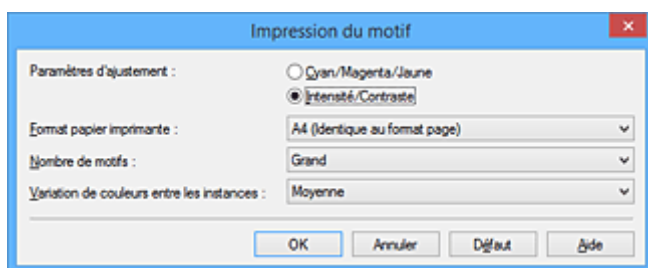 Impression du motif
Paramètres d'ajustement :
Cyan/Magenta/Jaune
Intensité/Contraste
Format papier imprimante :
A4 (Identique au format page)
Nombre de motifs :
Grand
Variation de couleurs entre les instances :
Moyenne
OK Annuler Défaut Aide